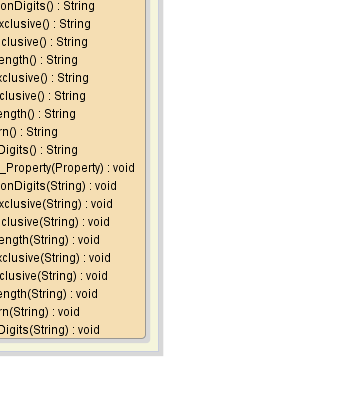 onDigits() : String
xclusive() : String
clusive() : String
ength() : String
xclusive() : String
clusive() : String
ength() : String
rn() : String
Digits() : String
_Property(Property) : void
onDigits(String) : void
xclusive(String) : void
clusive(String) : void
ength(String) : void
xclusive(String) : void
clusive(String) : void
ength(String) : void
rn(String) : void
Digits(String) : void